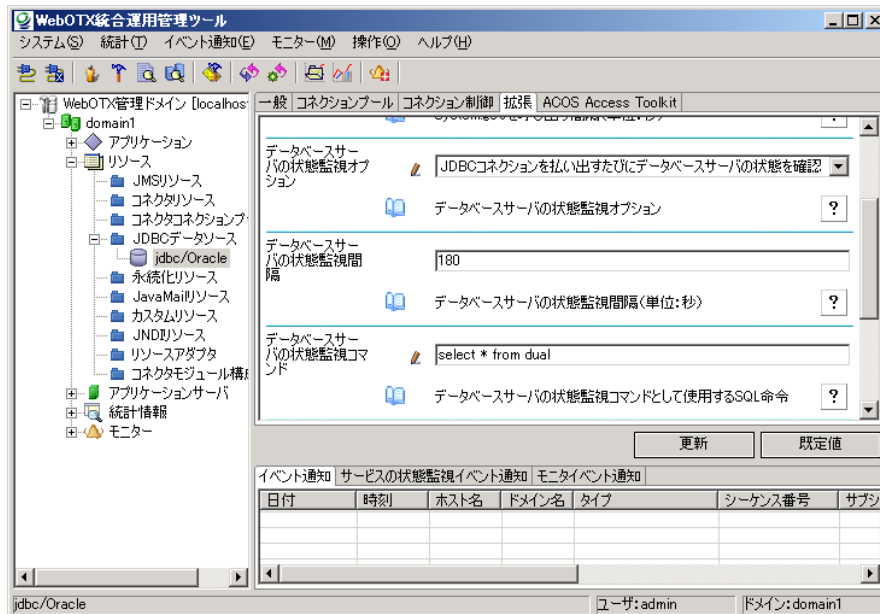 WebOTX統合運用管理ツール
システム(S) 統計(T) イベント通知(E) モニター(M) 操作(O) ヘルプ(H)
WebOTX管理ドメイン [localhos
domain1
アプリケーション
リソース
JMSリソース
コネクタリソース
コネクタコネクションプ
JDBCデータソース
jdbc/Oracle
永続化リソース
JavaMailリソース
カスタムリソース
JNDIリソース
リソースアダプタ
コネクタモジュール構成
アプリケーションサーバ
統計情報
モニター
一般 コネクションプール コネクション制御 拡張 ACOS Access Toolkit
データベースサー
バの状態監視オプ
ション
JDBCコネクションを払い出すたびにデータベースサーバの状態を確認
データベースサーバの状態監視オプション
?
データベースサー
バの状態監視間
隔
180
データベースサーバの状態監視間隔(単位:秒)
?
データベースサー
バの状態監視コマ
ンド
select * from dual
データベースサーバの状態監視コマンドとして使用するSQL命令
?
更新 既定値
イベント通知 サービスの状態監視イベント通知 モニタイベント通知
日付 時刻 ホスト名 ドメイン名 タイプ シーケンス番号 サブシ
jdbc/Oracle ユーザ:admin ドメイン:domain1